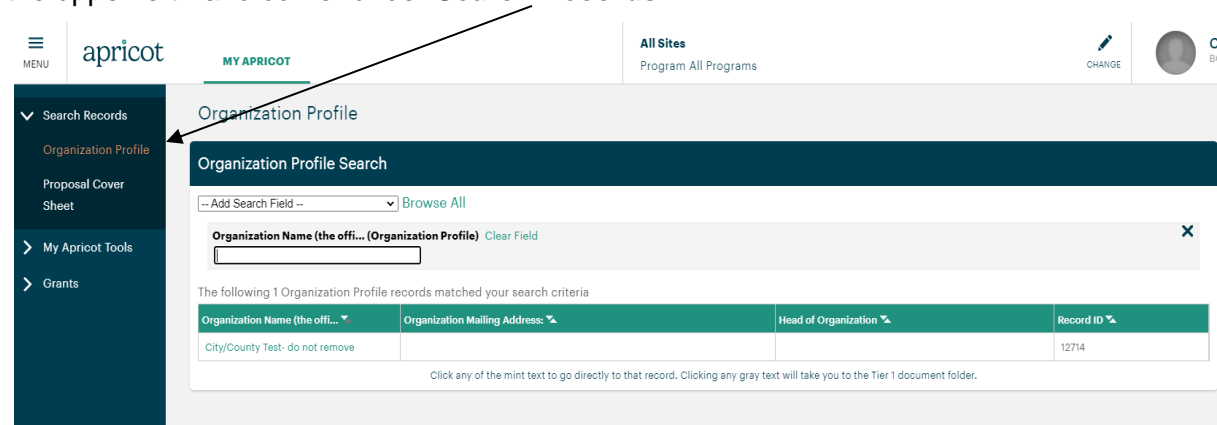 MENU
apricot
MY APRICOT
All Sites
Program All Programs
CHANGE
Search Records
Organization Profile
Proposal Cover
Sheet
My Apricot Tools
Grants
Organization Profile
Organization Profile Search
-- Add Search Field -- Browse All
Organization Name (the offi... (Organization Profile) Clear Field
The following 1 Organization Profile records matched your search criteria
Organization Name (the offi... Organization Mailing Address: Head of Organization Record ID
City/County Test- do not remove 12714
Click any of the mint text to go directly to that record. Clicking any gray text will take you to the Tier 1 document folder.